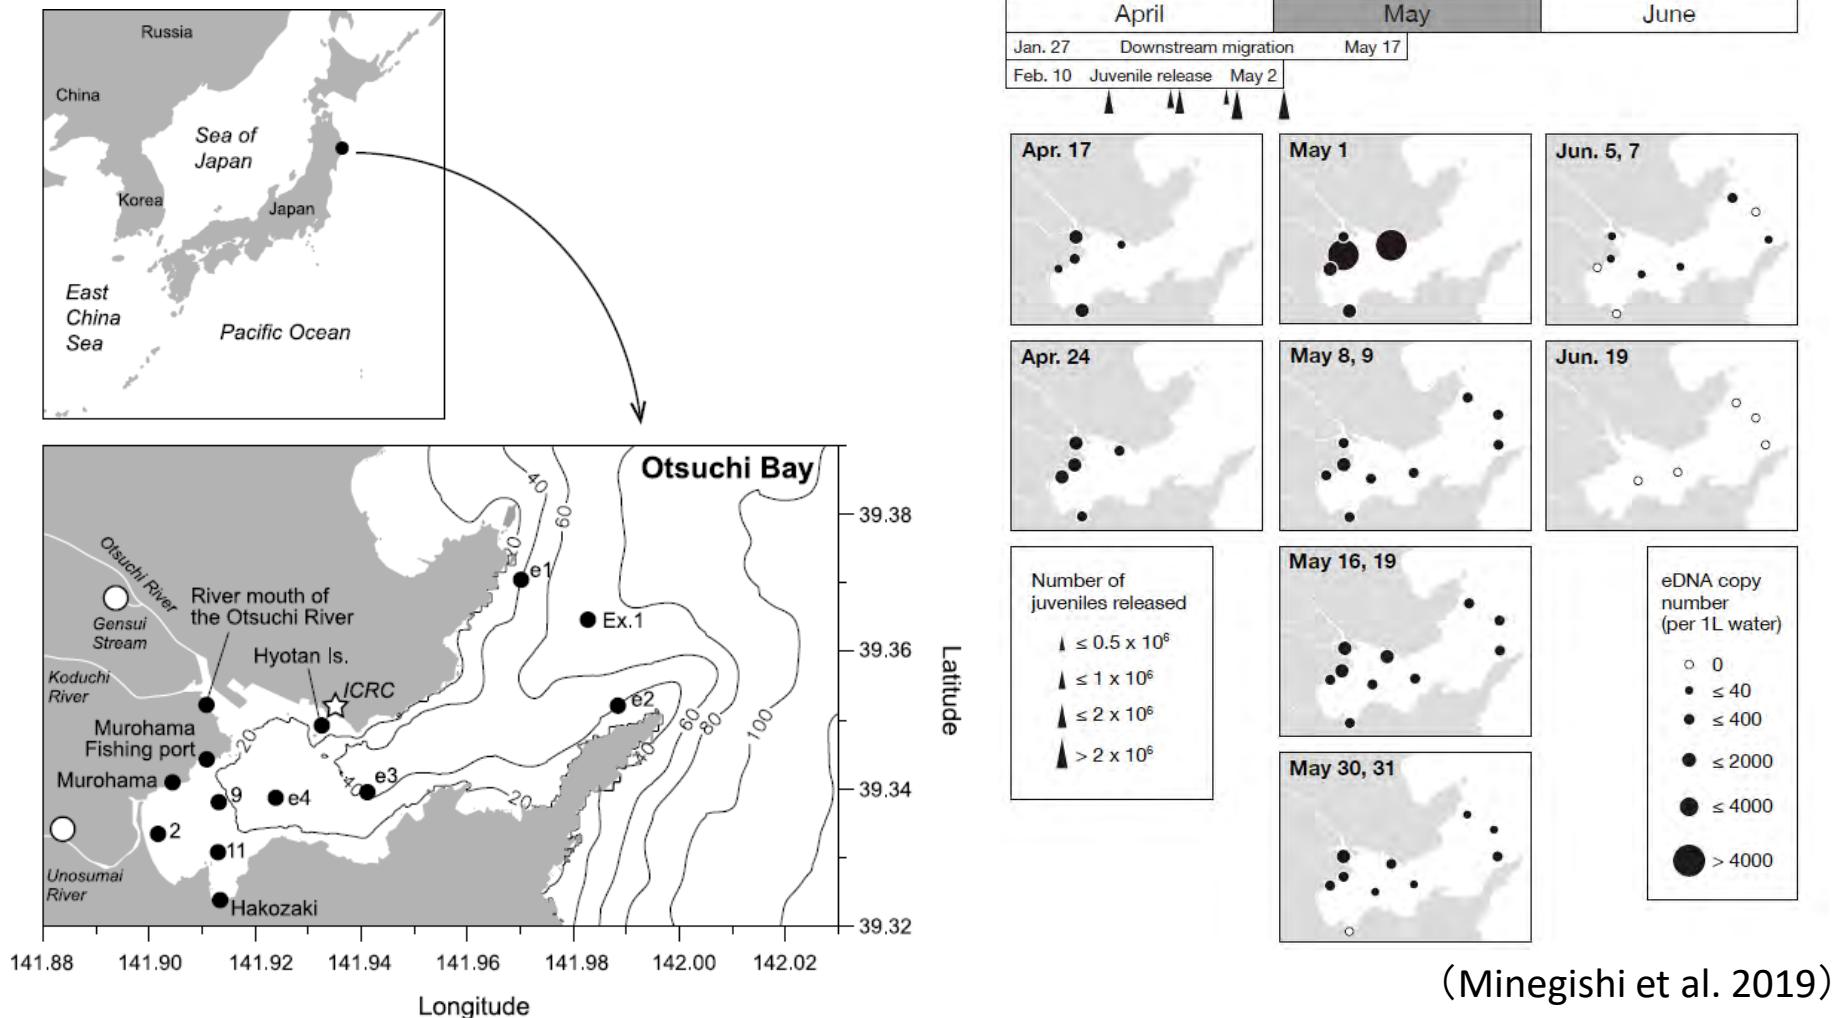 Russia
China
Sea of
Japan
Korea
Japan
East
China
Sea
Pacific Ocean
Otsuchi Bay
40
60
20
39.38
39.36
39.34
39.32
Latitude
Otsuchi River
River mouth of
the Otsuchi River
Gensui
Stream
Hyotan Is.
ICRC
Koduchi
River
Murohama
Fishing port
Murohama
20
40
e1
Ex.1
e2
e3
e4
9
2
11
Hakozaki
Unosumai
River
20
40
60
80
100
141.88
141.90
141.92
141.94
141.96
141.98
142.00
142.02
Longitude
April
May
June
Jan. 27 Downstream migration May 17
Feb. 10 Juvenile release May 2
Apr. 17
May 1
Jun. 5, 7
Apr. 24
May 8, 9
Jun. 19
May 16, 19
May 30, 31
Number of
juveniles released
≤ 0.5 x 10⁶
≤ 1 x 10⁶
≤ 2 x 10⁶
> 2 x 10⁶
eDNA copy
number
(per 1L water)
0
≤ 40
≤ 400
≤ 2000
≤ 4000
> 4000
（Minegishi et al. 2019）